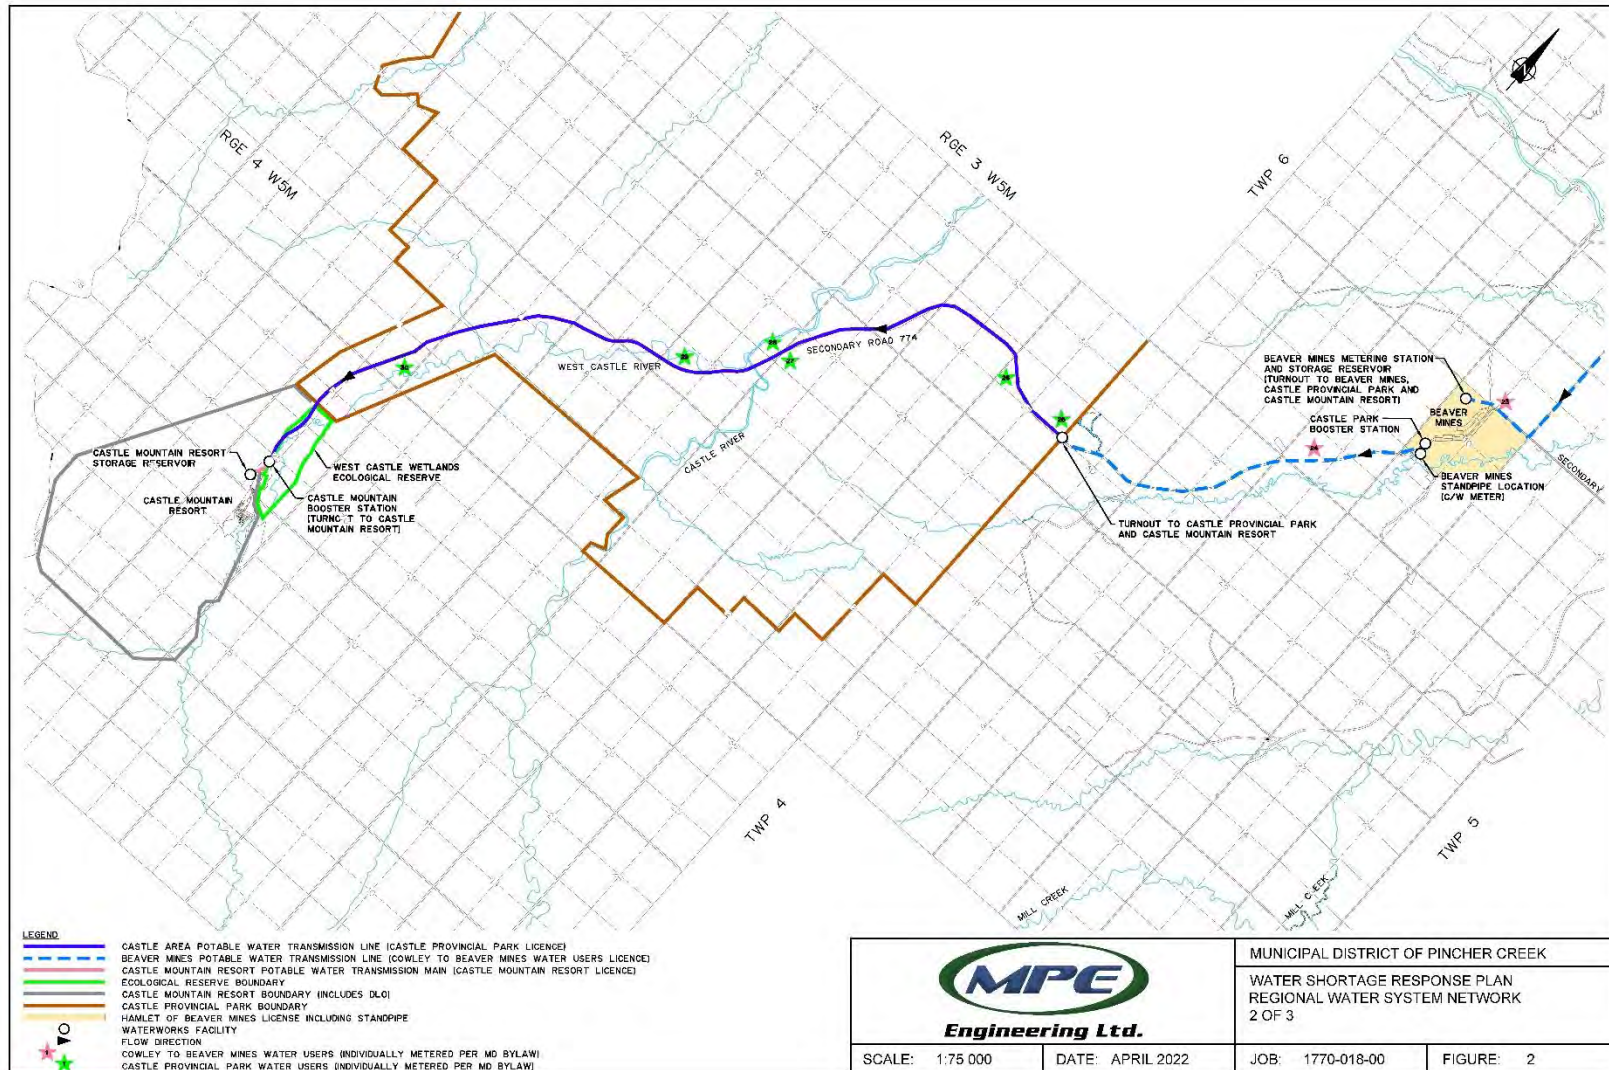 RGE 4 W5M
RGE 3 W5M
TWP 6
SECONDARY ROAD 774
WEST CASTLE RIVER
CASTLE RIVER
BEAVER MINES METERING STATION
AND STORAGE RESERVOIR
(TURNOUT TO BEAVER MINES,
CASTLE PROVINCIAL PARK AND
CASTLE MOUNTAIN RESORT)
CASTLE PARK
BOOSTER STATION
BEAVER
MINES
BEAVER MINES
STANDPIPE LOCATION
(C/W METER)
SECONDARY
TURNOUT TO CASTLE PROVINCIAL PARK
AND CASTLE MOUNTAIN RESORT
CASTLE MOUNTAIN RESORT
STORAGE RESERVOIR
WEST CASTLE WETLANDS
ECOLOGICAL RESERVE
CASTLE MOUNTAIN
RESORT
CASTLE MOUNTAIN
BOOSTER STATION
(TURNOUT TO CASTLE
MOUNTAIN RESORT)
TWP 4
TWP 5
MILL CREEK
MILL CREEK
LEGEND
CASTLE AREA POTABLE WATER TRANSMISSION LINE (CASTLE PROVINCIAL PARK LICENCE)
BEAVER MINES POTABLE WATER TRANSMISSION LINE (COWLEY TO BEAVER MINES WATER USERS LICENCE)
CASTLE MOUNTAIN RESORT POTABLE WATER TRANSMISSION MAIN (CASTLE MOUNTAIN RESORT LICENCE)
ECOLOGICAL RESERVE BOUNDARY
CASTLE MOUNTAIN RESORT BOUNDARY (INCLUDES DLO)
CASTLE PROVINCIAL PARK BOUNDARY
HAMLET OF BEAVER MINES LICENSE INCLUDING STANDPIPE
WATERWORKS FACILITY
FLOW DIRECTION
COWLEY TO BEAVER MINES WATER USERS (INDIVIDUALLY METERED PER MD BYLAW)
CASTLE PROVINCIAL PARK WATER USERS (INDIVIDUALLY METERED PER MD BYLAW)
MPE
Engineering Ltd.
MUNICIPAL DISTRICT OF PINCHER CREEK
WATER SHORTAGE RESPONSE PLAN
REGIONAL WATER SYSTEM NETWORK
2 OF 3
SCALE: 1:75 000
DATE: APRIL 2022
JOB: 1770-018-00
FIGURE: 2